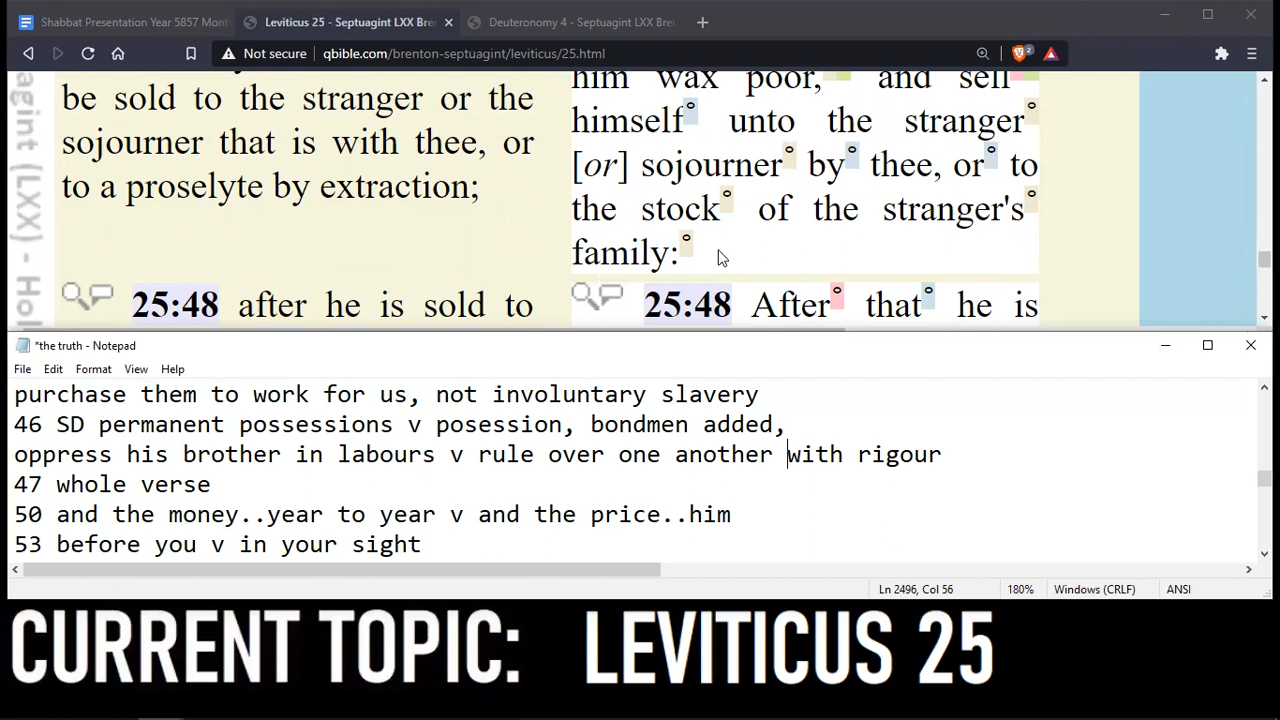 Shabbat Presentation Year 5857 Mont
Leviticus 25 - Septuagint LXX Bren
Deuteronomy 4 - Septuagint LXX Bren
Not secure
qbible.com/brenton-septuagint/leviticus/25.html
2
agint (LXX) - Hol
be sold to the stranger or the
sojourner that is with thee, or
to a proselyte by extraction;
25:48 after he is sold to
him wax poor, and sell
himself° unto the stranger°
[or] sojourner° by° thee, or° to
the stock° of the stranger's°
family:°
25:48 After° that° he is
*the truth - Notepad
File Edit Format View Help
purchase them to work for us, not involuntary slavery
46 SD permanent possessions v posession, bondmen added,
oppress his brother in labours v rule over one another with rigour
47 whole verse
50 and the money..year to year v and the price..him
53 before you v in your sight
Ln 2496, Col 56
180%
Windows (CRLF)
ANSI
CURRENT TOPIC: LEVITICUS 25